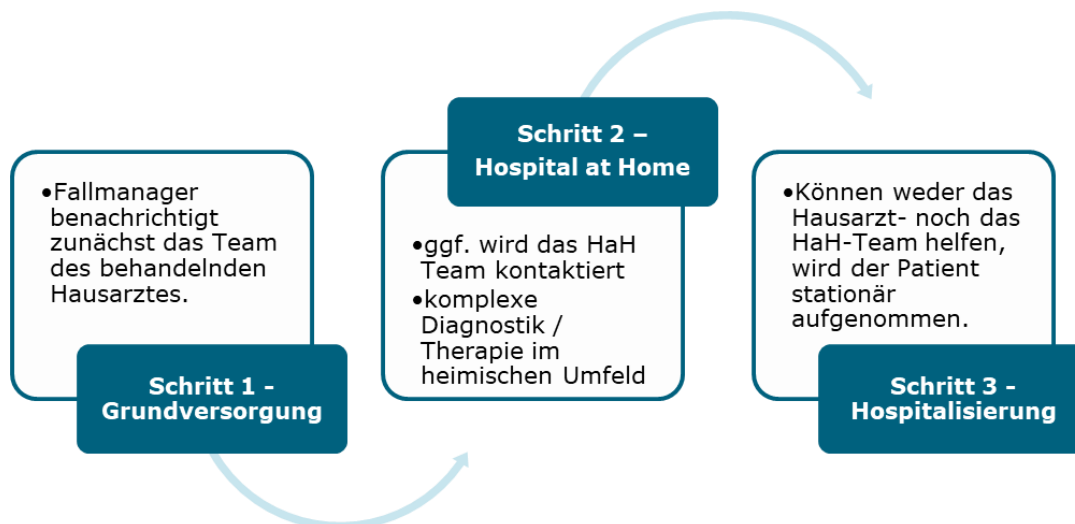 •Fallmanager
benachrichtigt
zunächst das Team
des behandelnden
Hausarztes.
Schritt 1 -
Grundversorgung
Schritt 2 –
Hospital at Home
•ggf. wird das HaH
Team kontaktiert
•komplexe
Diagnostik /
Therapie im
heimischen Umfeld
•Können weder das
Hausarzt- noch das
HaH-Team helfen,
wird der Patient
stationär
aufgenommen.
Schritt 3 -
Hospitalisierung